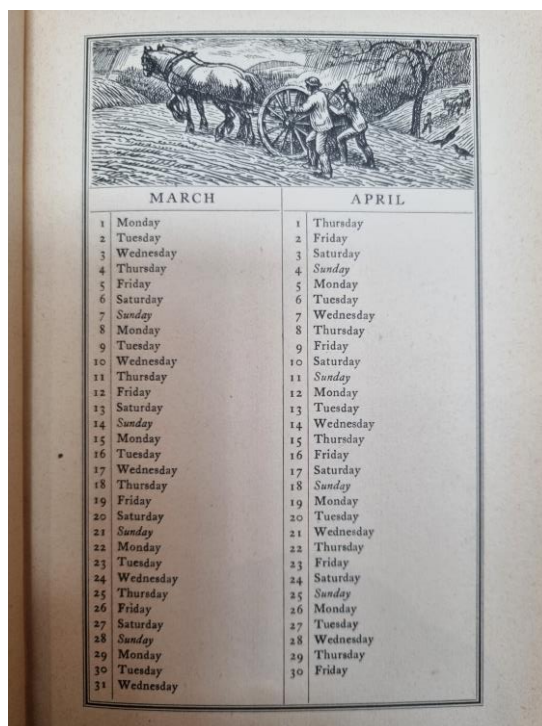 MARCH
1 Monday
2 Tuesday
3 Wednesday
4 Thursday
5 Friday
6 Saturday
7 Sunday
8 Monday
9 Tuesday
10 Wednesday
11 Thursday
12 Friday
13 Saturday
14 Sunday
15 Monday
16 Tuesday
17 Wednesday
18 Thursday
19 Friday
20 Saturday
21 Sunday
22 Monday
23 Tuesday
24 Wednesday
25 Thursday
26 Friday
27 Saturday
28 Sunday
29 Monday
30 Tuesday
31 Wednesday
APRIL
1 Thursday
2 Friday
3 Saturday
4 Sunday
5 Monday
6 Tuesday
7 Wednesday
8 Thursday
9 Friday
10 Saturday
11 Sunday
12 Monday
13 Tuesday
14 Wednesday
15 Thursday
16 Friday
17 Saturday
18 Sunday
19 Monday
20 Tuesday
21 Wednesday
22 Thursday
23 Friday
24 Saturday
25 Sunday
26 Monday
27 Tuesday
28 Wednesday
29 Thursday
30 Friday